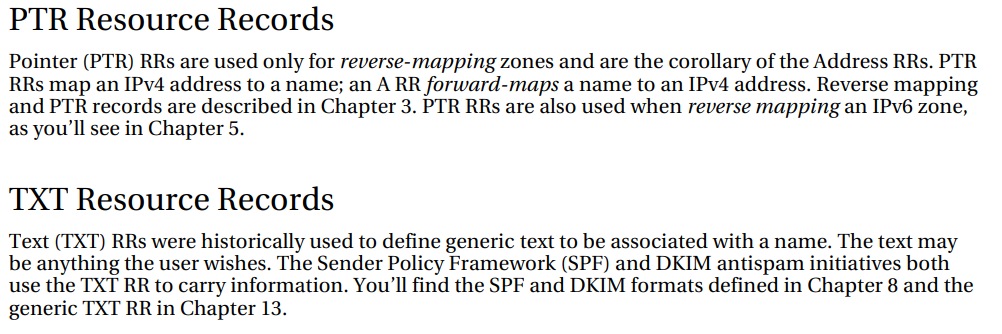 PTR Resource Records
Pointer (PTR) RRs are used only for reverse-mapping zones and are the corollary of the Address RRs. PTR
RRs map an IPv4 address to a name; an A RR forward-maps a name to an IPv4 address. Reverse mapping
and PTR records are described in Chapter 3. PTR RRs are also used when reverse mapping an IPv6 zone,
as you’ll see in Chapter 5.
TXT Resource Records
Text (TXT) RRs were historically used to define generic text to be associated with a name. The text may
be anything the user wishes. The Sender Policy Framework (SPF) and DKIM antispam initiatives both
use the TXT RR to carry information. You’ll find the SPF and DKIM formats defined in Chapter 8 and the
generic TXT RR in Chapter 13.